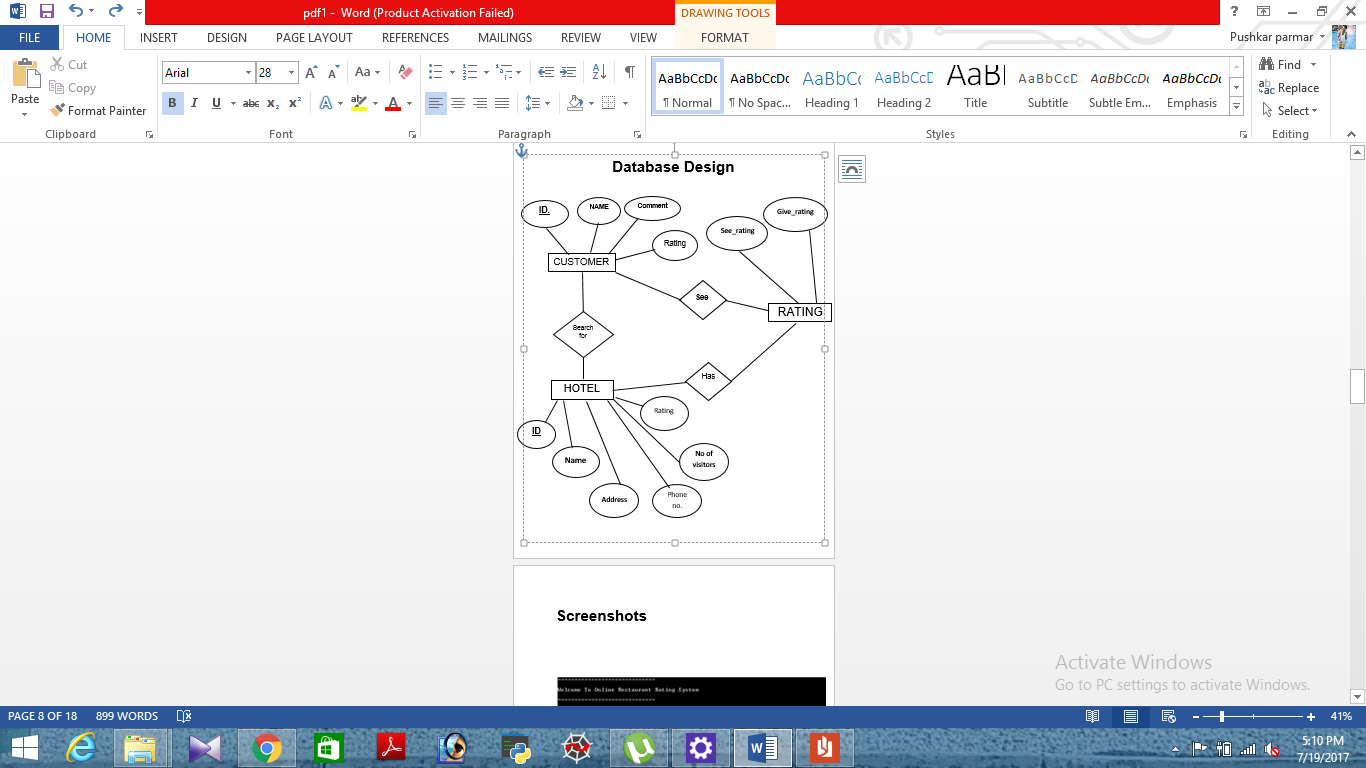 pdf1 - Word (Product Activation Failed)
DRAWING TOOLS
FILE HOME INSERT DESIGN PAGE LAYOUT REFERENCES MAILINGS REVIEW VIEW FORMAT
Pushkar parmar
Paste
Cut
Copy
Format Painter
Clipboard
Arial 28
Font
Paragraph
AaBbCcDc AaBbCcDc AaBbCc AaBbCcD AaB AaBbCcD AaBbCcDc AaBbCcDc
¶ Normal ¶ No Spac... Heading 1 Heading 2 Title Subtitle Subtle Em... Emphasis
Styles
Find
Replace
Select
Editing
Database Design
ID.
NAME
Comment
Rating
See_rating
Give_rating
CUSTOMER
See
RATING
Search
for
HOTEL
Has
Rating
ID
Name
No of
visitors
Address
Phone
no.
Screenshots
Welcome To Online Restaurant Rating System
Activate Windows
Go to PC settings to activate Windows.
PAGE 8 OF 18 899 WORDS
41%
5:10 PM
7/19/2017